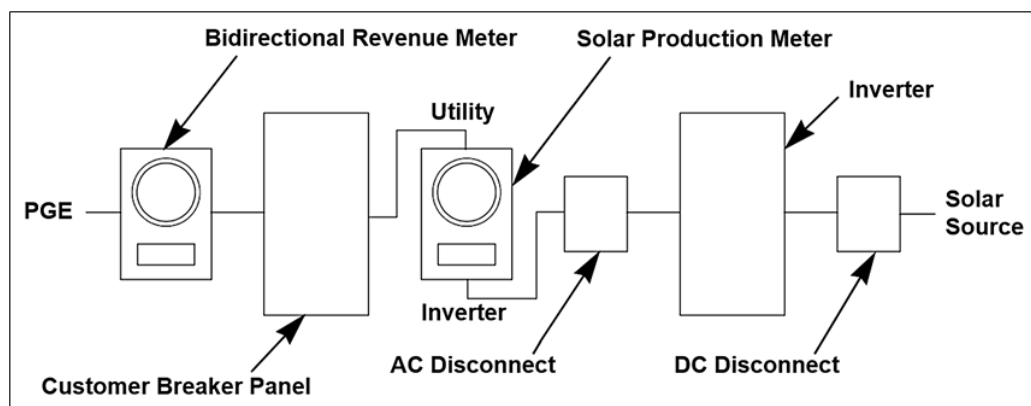 Bidirectional Revenue Meter
Solar Production Meter
Inverter
Utility
PGE
Solar
Source
Inverter
AC Disconnect
DC Disconnect
Customer Breaker Panel